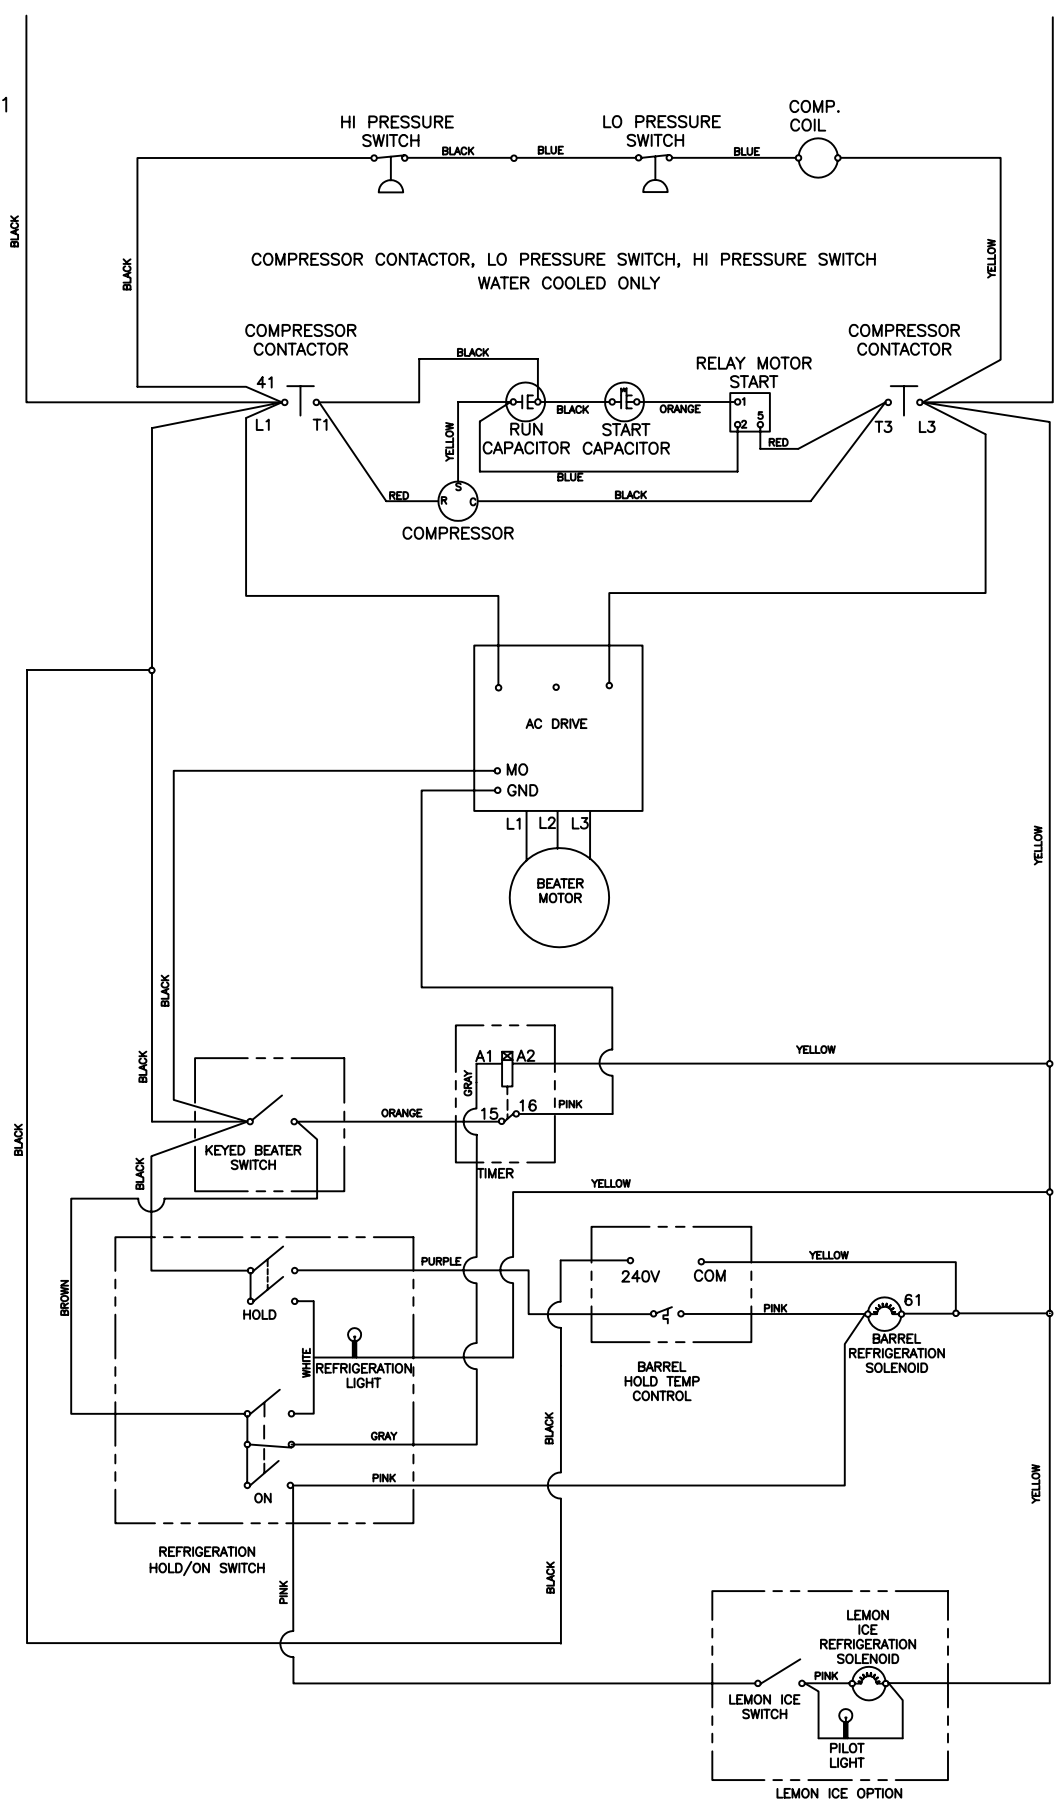 1
HI PRESSURE
SWITCH
LO PRESSURE
SWITCH
COMP.
COIL
BLACK
BLUE
BLUE
BLACK
BLACK
YELLOW
COMPRESSOR CONTACTOR, LO PRESSURE SWITCH, HI PRESSURE SWITCH
WATER COOLED ONLY
COMPRESSOR
CONTACTOR
COMPRESSOR
CONTACTOR
BLACK
RELAY MOTOR
START
41
L1
T1
RUN
CAPACITOR
BLACK
START
CAPACITOR
ORANGE
1
2
5
RED
T3
L3
YELLOW
BLUE
RED
R
S
C
BLACK
COMPRESSOR
AC DRIVE
MO
GND
L1
L2
L3
BEATER
MOTOR
YELLOW
BLACK
BLACK
BLACK
A1
A2
YELLOW
GRAY
ORANGE
15
16
PINK
KEYED BEATER
SWITCH
TIMER
BLACK
YELLOW
PURPLE
240V
COM
YELLOW
BROWN
HOLD
PINK
61
WHITE
REFRIGERATION
LIGHT
BARREL
HOLD TEMP
CONTROL
BARREL
REFRIGERATION
SOLENOID
BLACK
GRAY
PINK
ON
YELLOW
REFRIGERATION
HOLD/ON SWITCH
PINK
BLACK
LEMON
ICE
REFRIGERATION
SOLENOID
PINK
LEMON ICE
SWITCH
PILOT
LIGHT
LEMON ICE OPTION